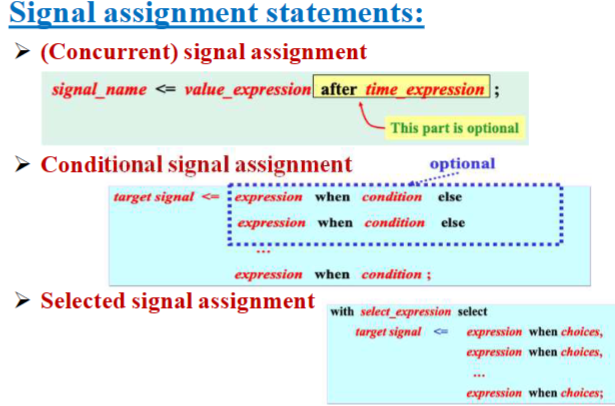 Signal assignment statements:
➢ (Concurrent) signal assignment
signal_name <= value_expression after time_expression ;
This part is optional
➢ Conditional signal assignment
optional
target signal <= expression when condition else
expression when condition else
...
expression when condition ;
➢ Selected signal assignment
with select_expression select
target signal <= expression when choices,
expression when choices,
...
expression when choices;